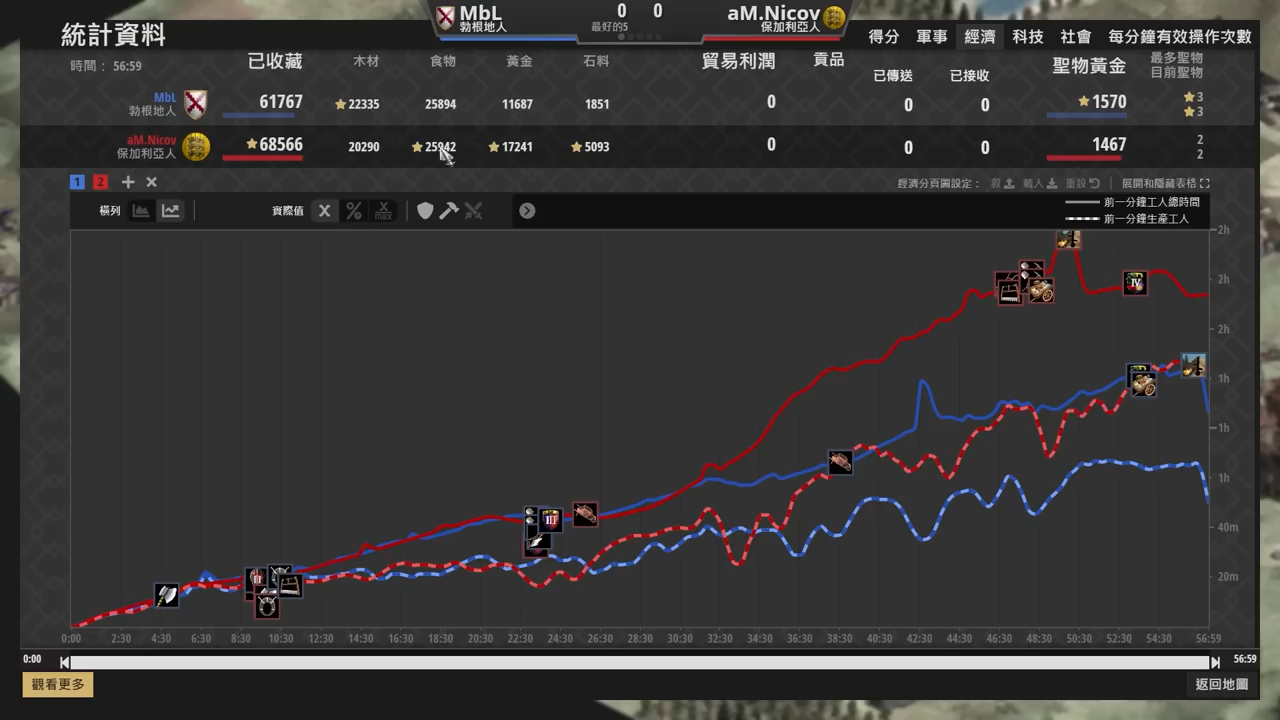 MbL
勃根地人
0 0
最好的5
aM.Nicov
保加利亞人
統計資料
得分 軍事 經濟 科技 社會 每分鐘有效操作次數
時間： 56:59
已收藏 木材 食物 黃金 石料 貿易利潤 貢品 已傳送 已接收 聖物黃金 最多聖物
目前聖物
MbL
勃根地人
61767 22335 25894 11687 1851 0 0 0 1570 3
3
aM.Nicov
保加利亞人
68566 20290 25942 17241 5093 0 0 0 1467 2
2
1 2
經濟分頁圖設定： 載入 重設 展開和隱藏表格
橫列 實際值 X % X
max
前一分鐘工人總時間
前一分鐘生產工人
2h
2h
2h
1h
1h
1h
40m
20m
III
III
IV
0:00 2:30 4:30 6:30 8:30 10:30 12:30 14:30 16:30 18:30 20:30 22:30 24:30 26:30 28:30 30:30 32:30 34:30 36:30 38:30 40:30 42:30 44:30 46:30 48:30 50:30 52:30 54:30 56:59
0:00 56:59
觀看更多 返回地圖